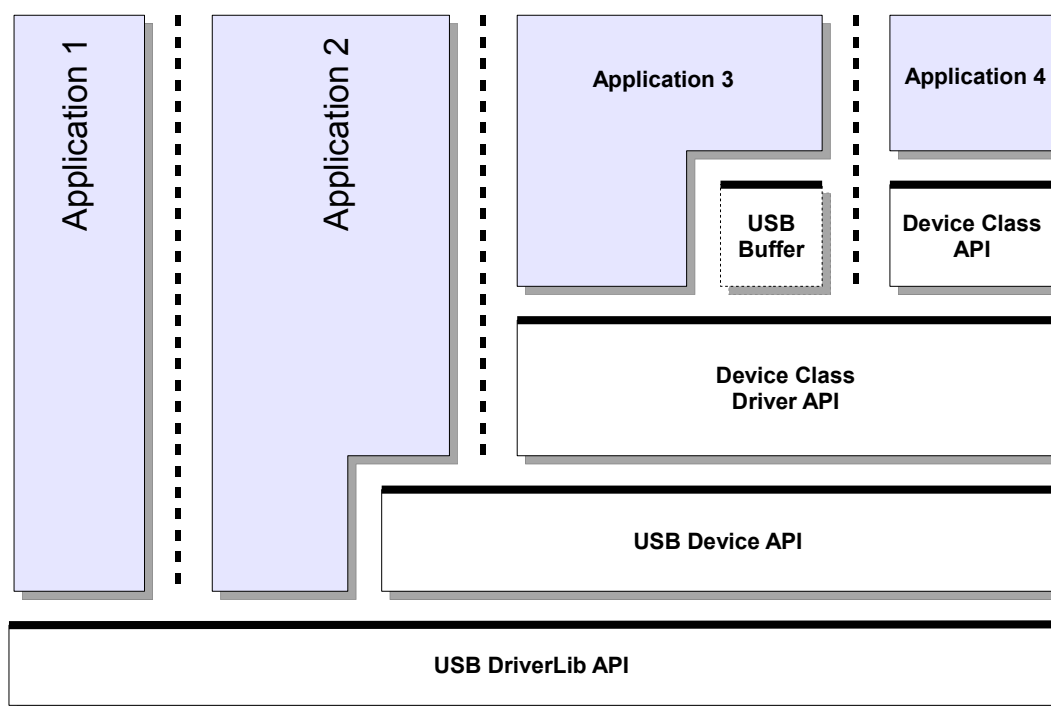 Application 1
Application 2
Application 3
Application 4
USB
Buffer
Device Class
API
Device Class
Driver API
USB Device API
USB DriverLib API